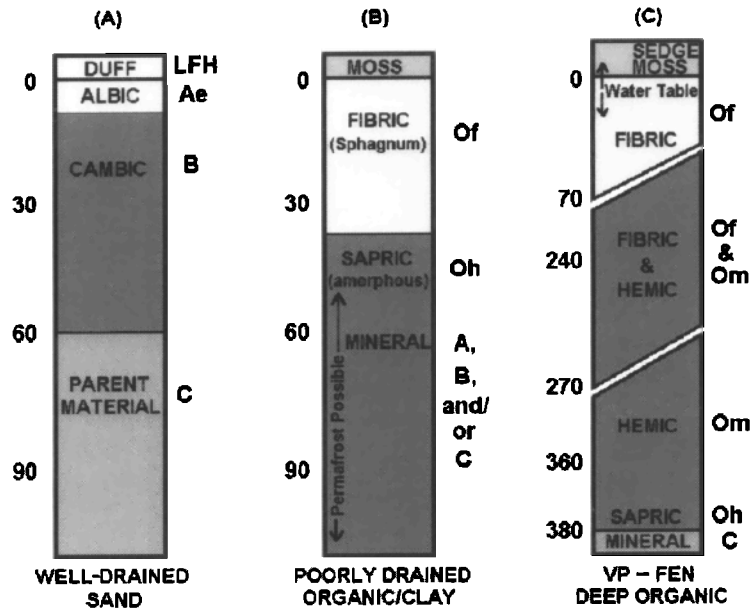 (A)
DUFF
LFH
0
ALBIC
Ae
CAMBIC
B
30
60
PARENT
MATERIAL
C
90
WELL-DRAINED
SAND
(B)
MOSS
0
FIBRIC
(Sphagnum)
Of
30
SAPRIC
(amorphous)
Oh
60
MINERAL
A,
B,
and/
or
C
Permafrost Possible
90
POORLY DRAINED
ORGANIC/CLAY
(C)
SEDGE
MOSS
0
Water Table
Of
FIBRIC
70
FIBRIC
&
HEMIC
Of
&
Om
240
270
HEMIC
Om
360
SAPRIC
Oh
380
MINERAL
C
VP – FEN
DEEP ORGANIC